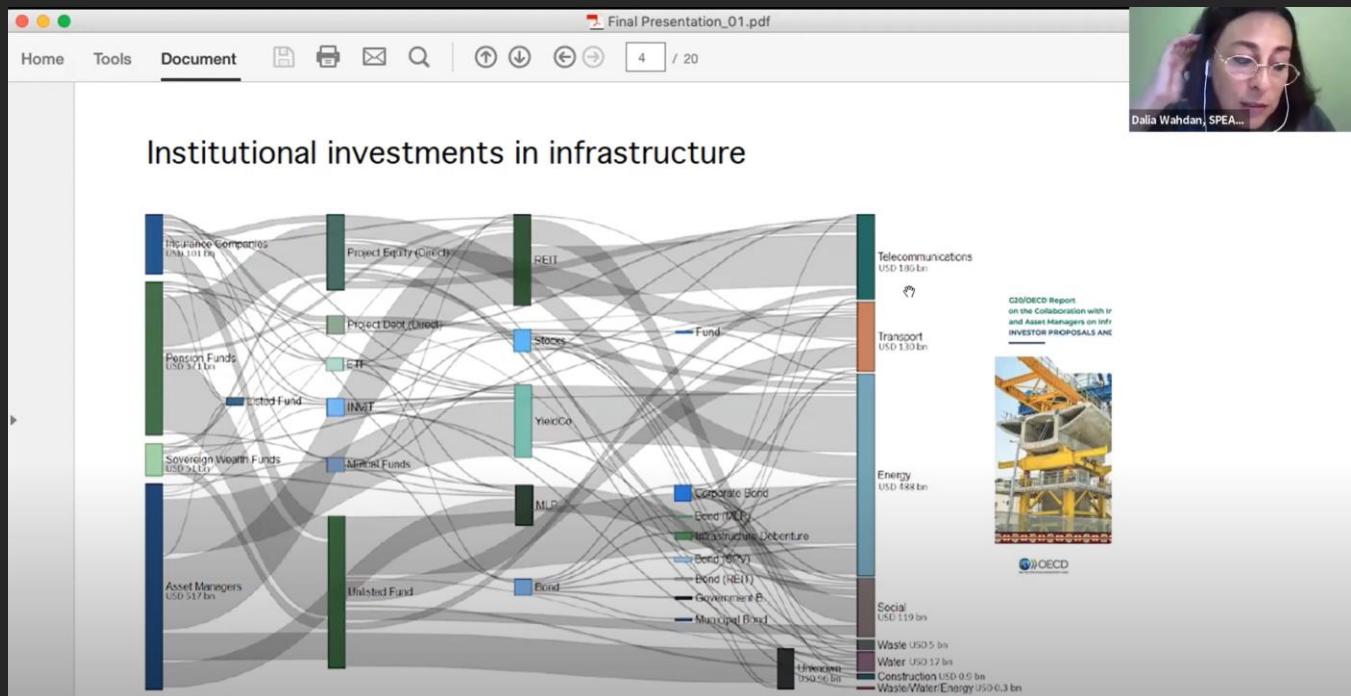 Final Presentation_01.pdf
Home
Tools
Document
4 / 20
Dalia Wahdan, SPEA...
Institutional investments in infrastructure
Insurance Companies
USD 101 bn
Pension Funds
USD 371 bn
Listed Fund
Sovereign Wealth Funds
USD 51 bn
Asset Managers
USD 517 bn
Project Equity (Direct)
Project Debt (Direct)
ETF
INVIT
Mutual Funds
Unlisted Fund
REIT
Stocks
YieldCo
MLP
Bond
Fund
Corporate Bond
Bond (MLP)
Infrastructure Debenture
Bond (SPV)
Bond (REIT)
Government B.
Municipal Bond
Unknown
USD 96 bn
Telecommunications
USD 186 bn
Transport
USD 130 bn
Energy
USD 488 bn
Social
USD 119 bn
Waste USD 5 bn
Water USD 17 bn
Construction USD 0.9 bn
Waste/Water/Energy USD 0.3 bn
G20/OECD Report
on the Collaboration with Ir
and Asset Managers on Infr
INVESTOR PROPOSALS AND
OECD